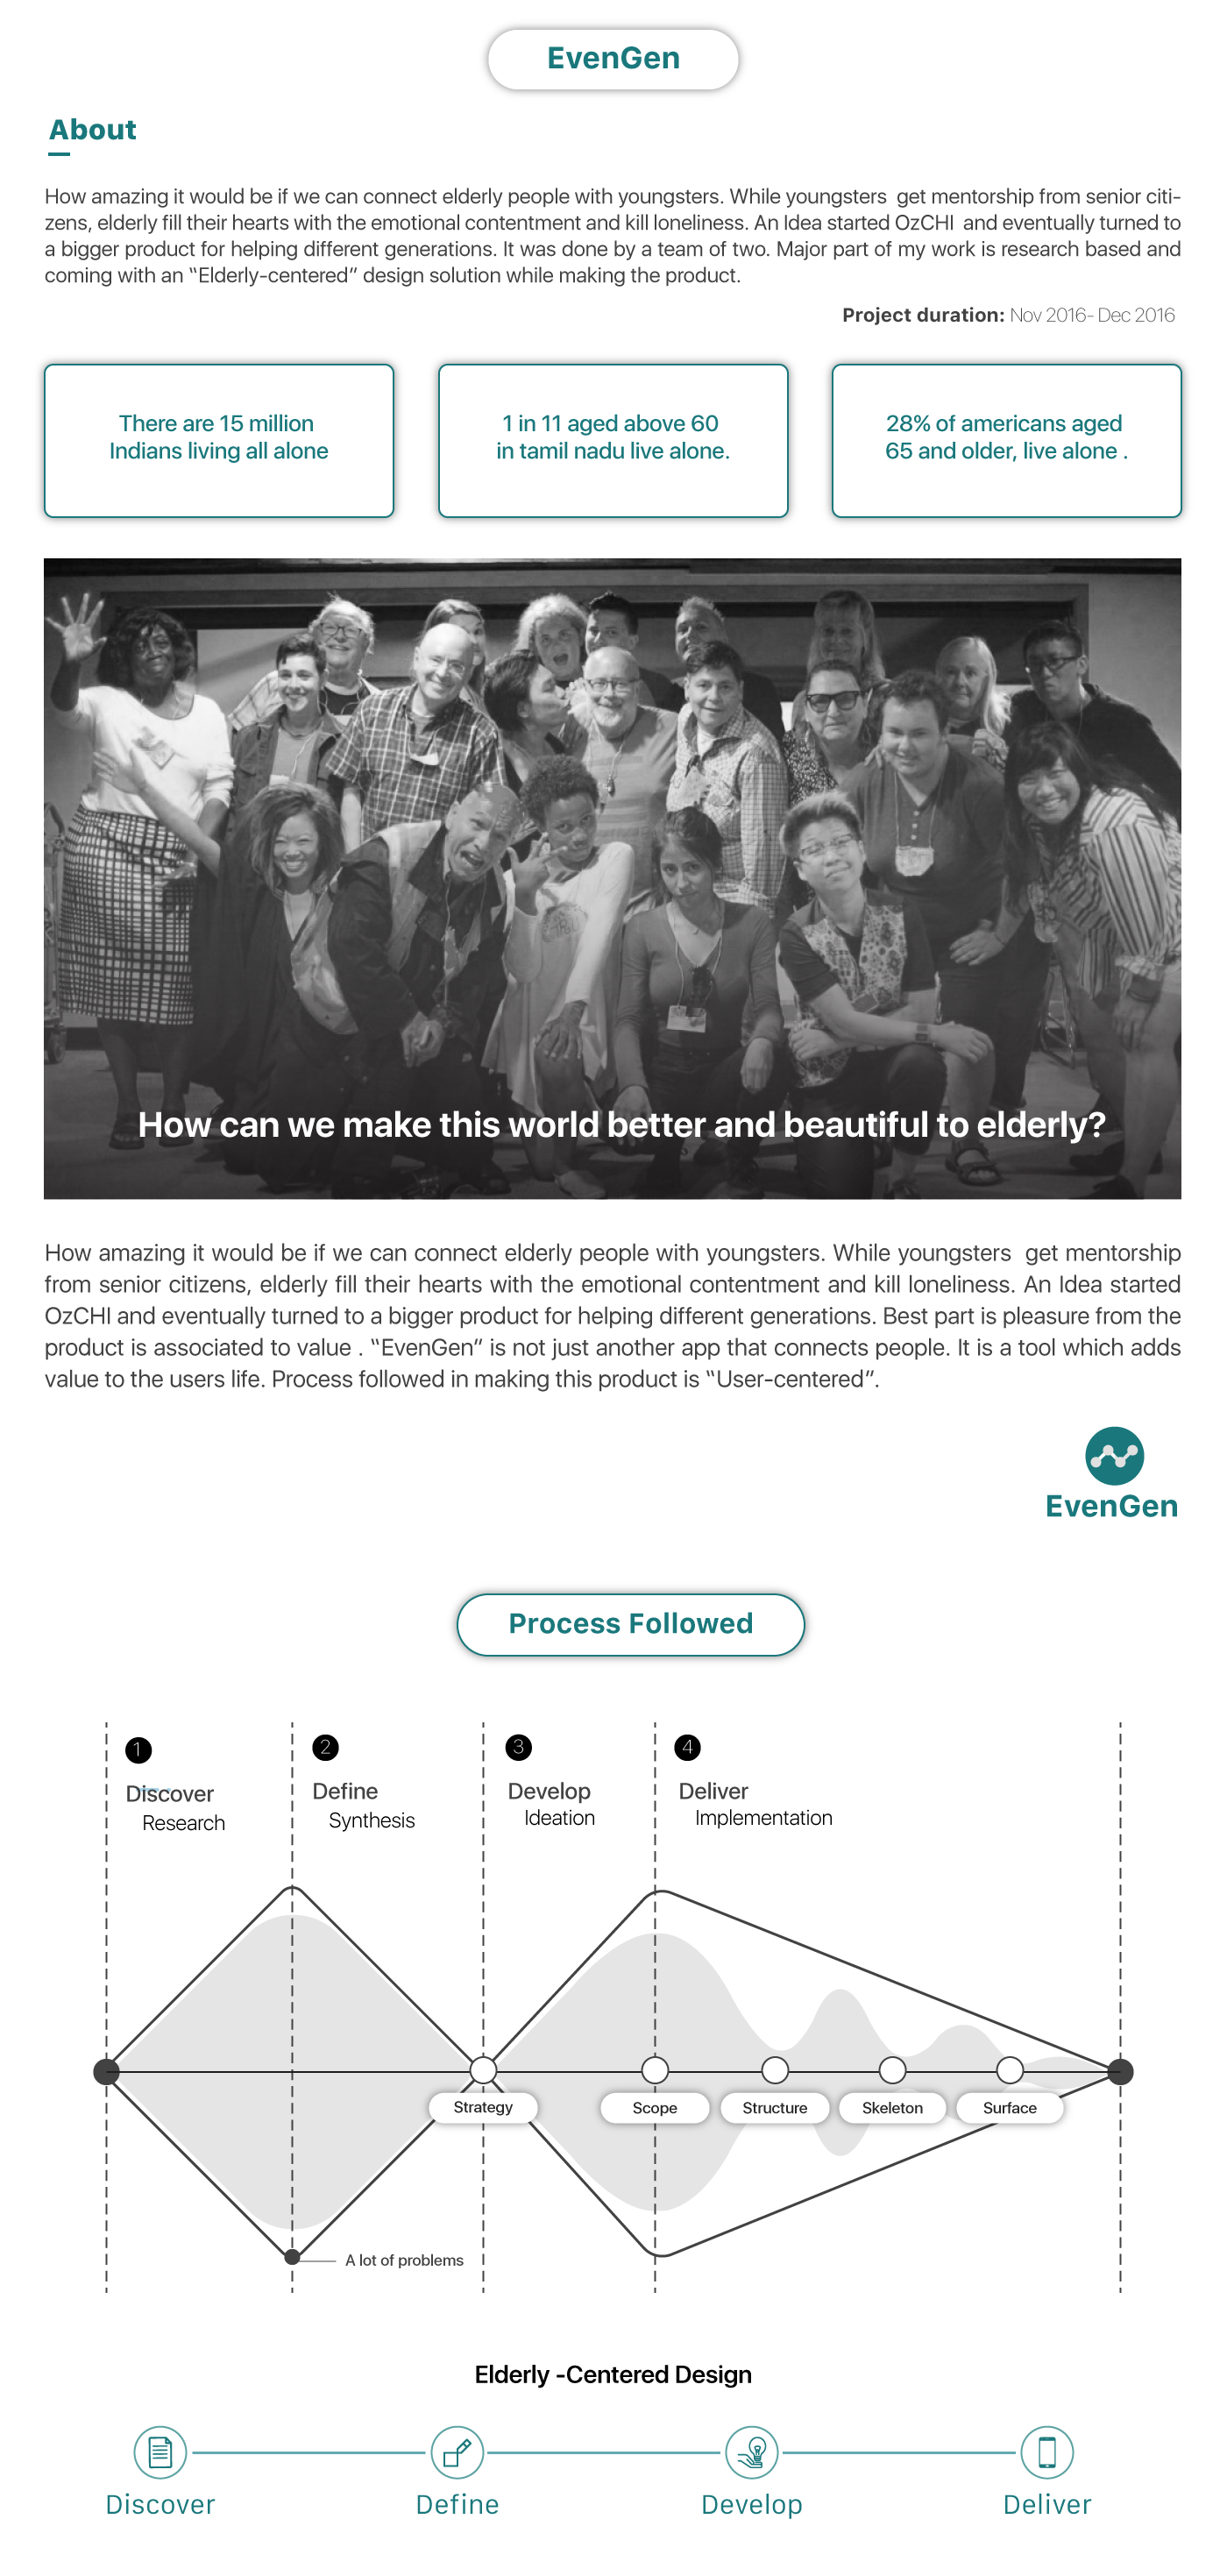 EvenGen
About
How amazing it would be if we can connect elderly people with youngsters. While youngsters  get mentorship from senior citi-
zens, elderly fill their hearts with the emotional contentment and kill loneliness. An Idea started OzCHI  and eventually turned to
a bigger product for helping different generations. It was done by a team of two. Major part of my work is research based and
coming with an “Elderly-centered” design solution while making the product.
Project duration: Nov 2016- Dec 2016
There are 15 million
Indians living all alone
1 in 11 aged above 60
in tamil nadu live alone.
28% of americans aged
65 and older, live alone .
How can we make this world better and beautiful to elderly?
How amazing it would be if we can connect elderly people with youngsters. While youngsters  get mentorship
from senior citizens, elderly fill their hearts with the emotional contentment and kill loneliness. An Idea started
OzCHI and eventually turned to a bigger product for helping different generations. Best part is pleasure from the
product is associated to value . “EvenGen” is not just another app that connects people. It is a tool which adds
value to the users life. Process followed in making this product is “User-centered”.
EvenGen
Process Followed
1
Discover
Research
2
Define
Synthesis
3
Develop
Ideation
4
Deliver
Implementation
Strategy
Scope
Structure
Skeleton
Surface
A lot of problems
Elderly -Centered Design
Discover
Define
Develop
Deliver